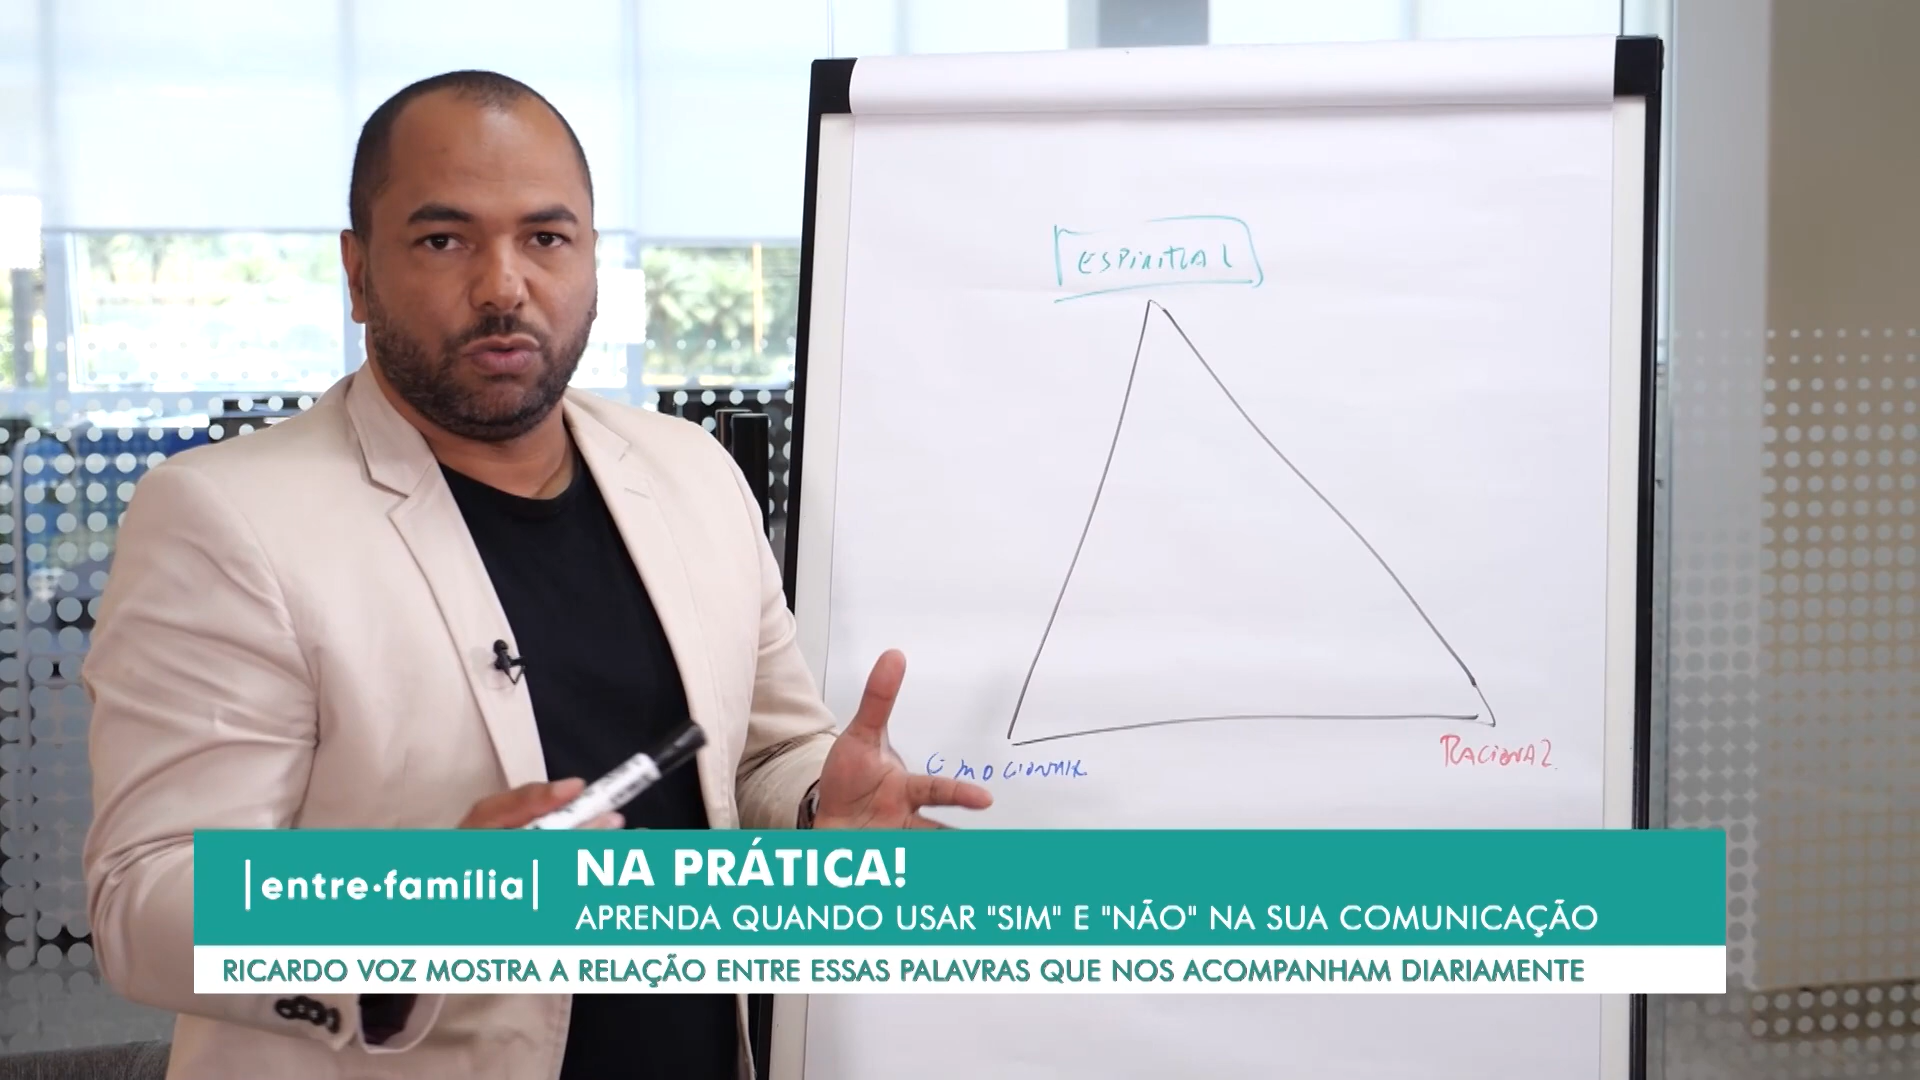 ESPIRITUAL
EMOCIONAL
RACIONAL
|entre•família|
NA PRÁTICA!
APRENDA QUANDO USAR "SIM" E "NÃO" NA SUA COMUNICAÇÃO
RICARDO VOZ MOSTRA A RELAÇÃO ENTRE ESSAS PALAVRAS QUE NOS ACOMPANHAM DIARIAMENTE